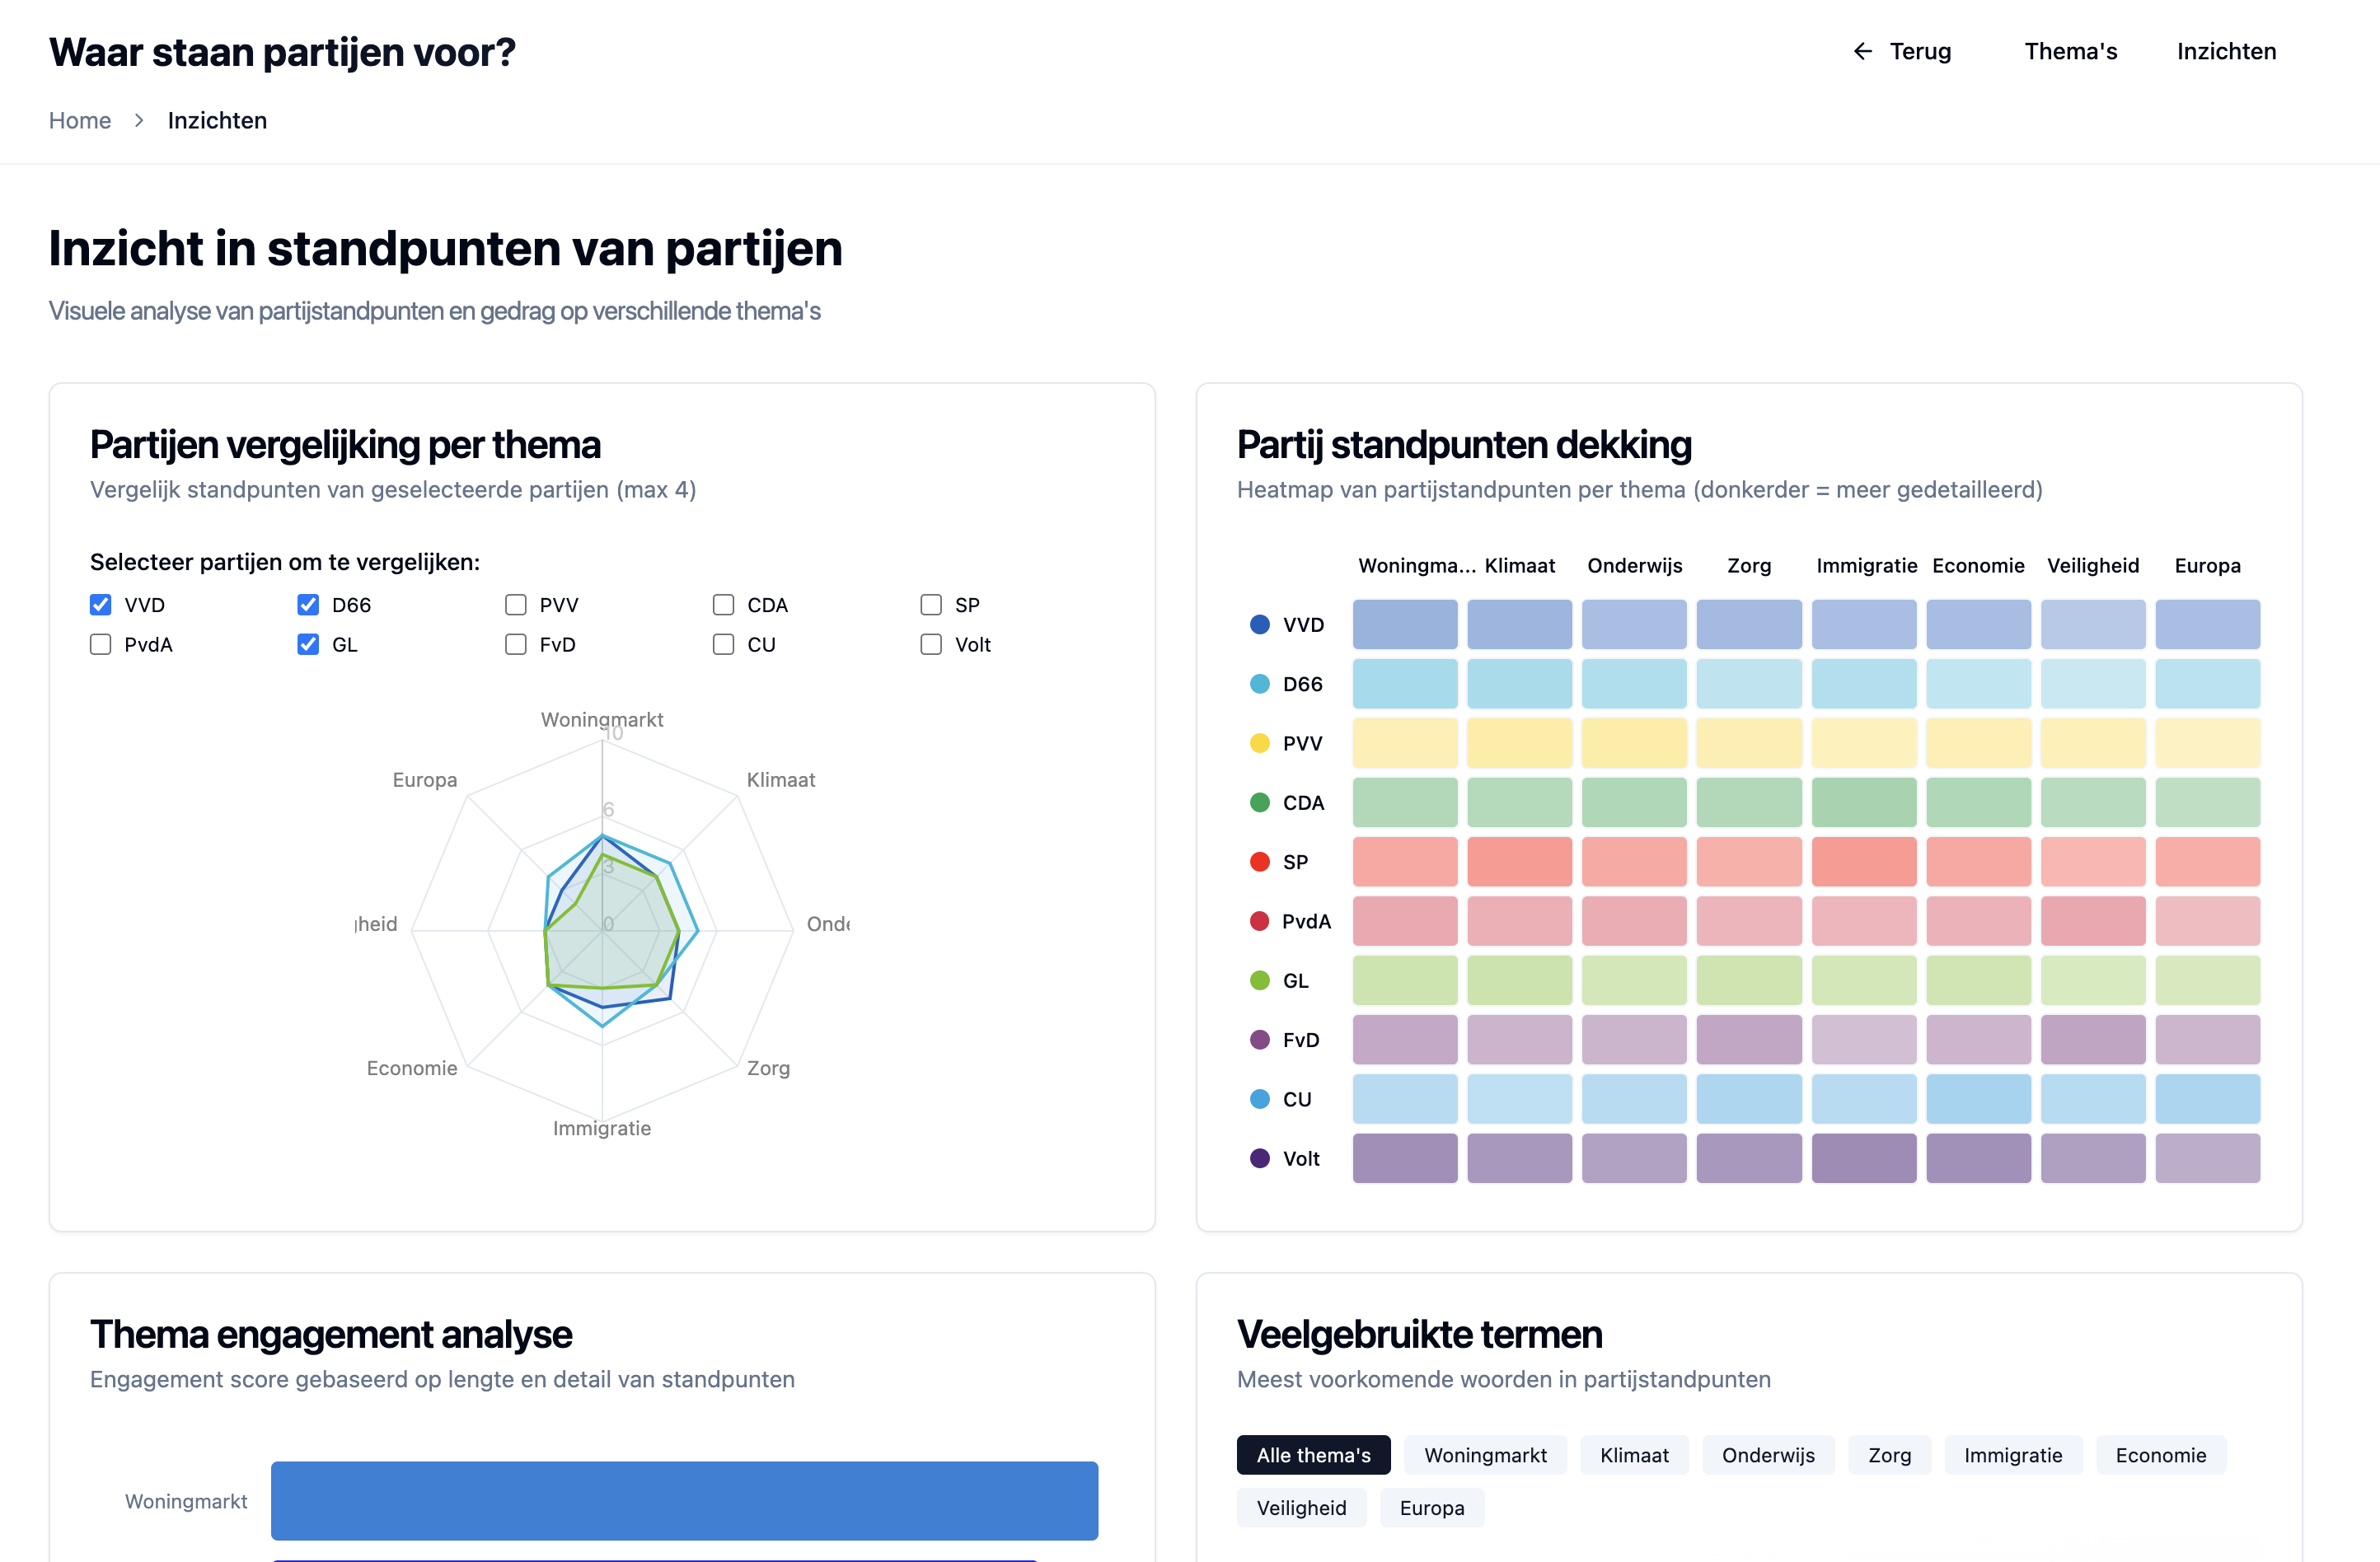 Waar staan partijen voor?
← Terug
Thema's
Inzichten
Home > Inzichten
Inzicht in standpunten van partijen
Visuele analyse van partijstandpunten en gedrag op verschillende thema's
Partijen vergelijking per thema
Vergelijk standpunten van geselecteerde partijen (max 4)
Selecteer partijen om te vergelijken:
VVD D66 PVV CDA SP
PvdA GL FvD CU Volt
Woningmarkt
10
Europa
Klimaat
6
3
gheid
0
Onde
Economie
Zorg
Immigratie
Partij standpunten dekking
Heatmap van partijstandpunten per thema (donkerder = meer gedetailleerd)
Woningma... Klimaat Onderwijs Zorg Immigratie Economie Veiligheid Europa
VVD
D66
PVV
CDA
SP
PvdA
GL
FvD
CU
Volt
Thema engagement analyse
Engagement score gebaseerd op lengte en detail van standpunten
Woningmarkt
Veelgebruikte termen
Meest voorkomende woorden in partijstandpunten
Alle thema's Woningmarkt Klimaat Onderwijs Zorg Immigratie Economie
Veiligheid Europa